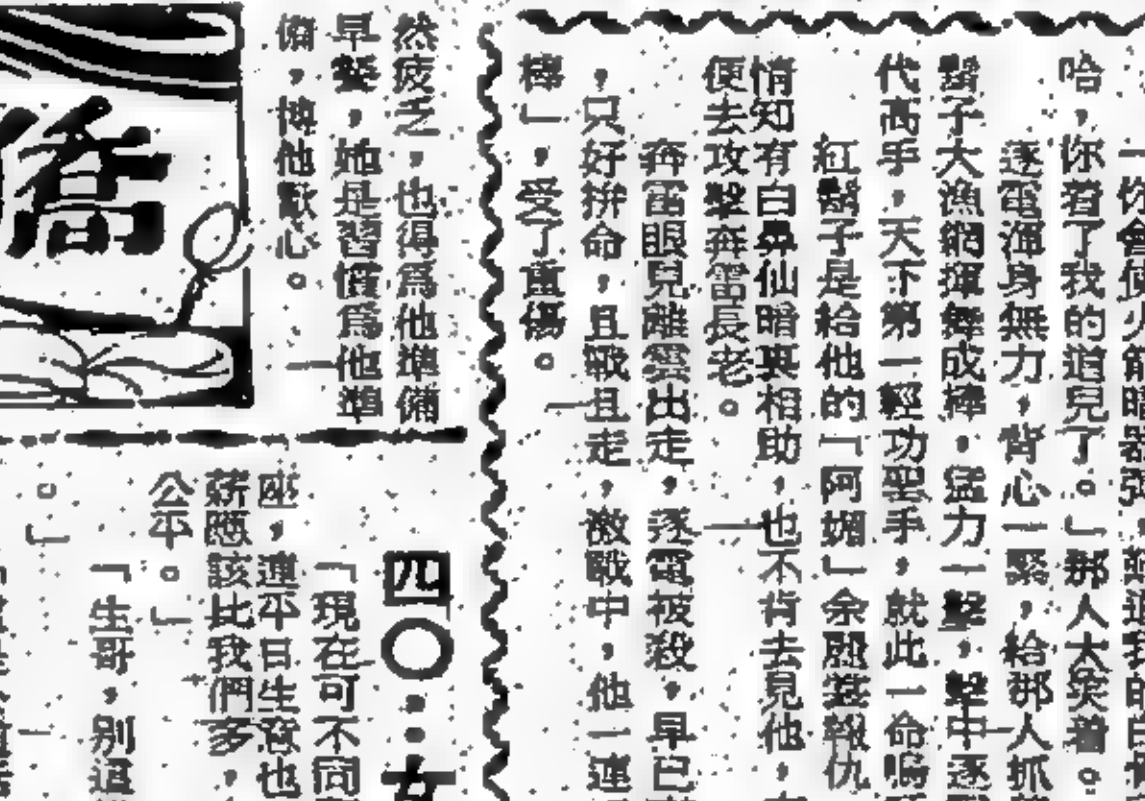 哈，你着了我的道兒了。」那人大笑着。
逐電渾身無力，背心一緊，給那人抓
鬍子大漁網揮舞成棒，猛力一擊，擊中逐
代高手，天下第一輕功聖手，就此一命嗚
紅鬍子是給他的「阿媚」余殿裳報仇
情知有白鼻仙暗裏相助，也不肯去見他，
便去攻擊奔雷長老。
奔雷眼見離雲出走，逐電被殺，早已
，只好拚命，且戰且走，激戰中，他一連
棒」，受了重傷。
然疲乏，也得爲他準備
早餐，她是習慣爲他準
備，博他歡心。
僑
四〇：女
「現在可不同
座，連平日生意也
薪應該比我們多，
公平。」
「生哥，別這
。」